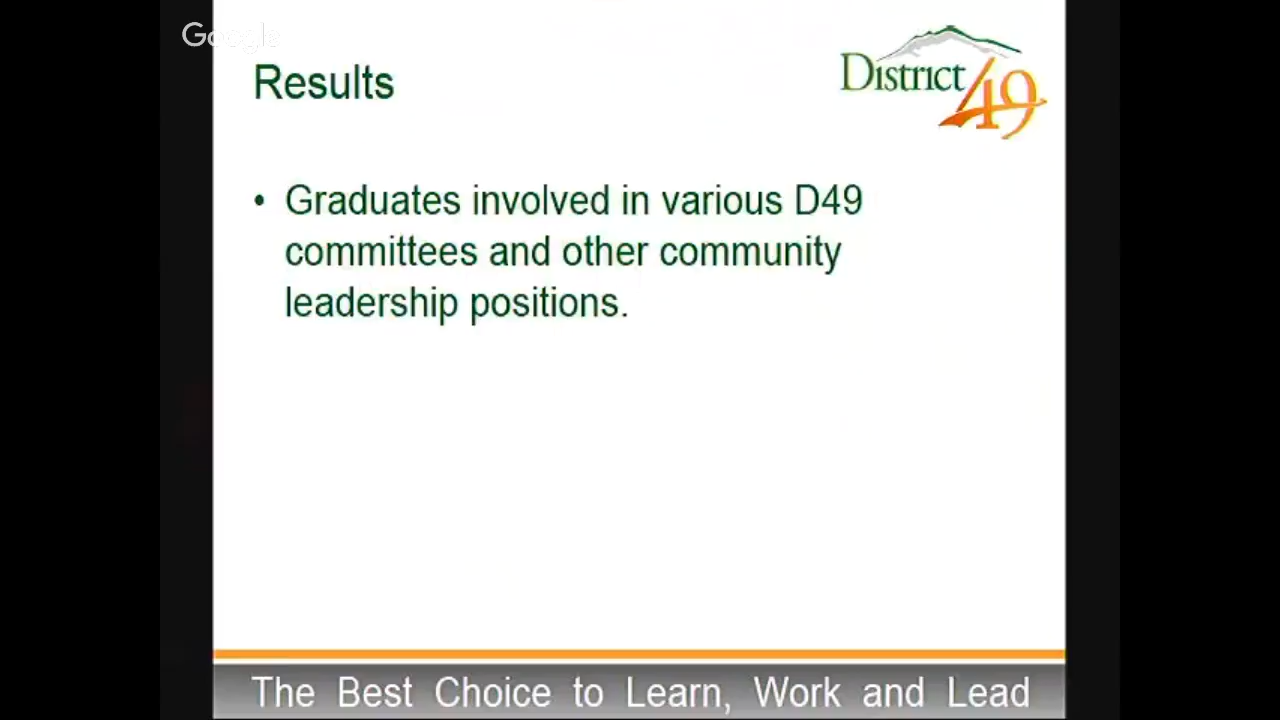 Google
Results
District
49
• Graduates involved in various D49
committees and other community
leadership positions.
The Best Choice to Learn, Work and Lead